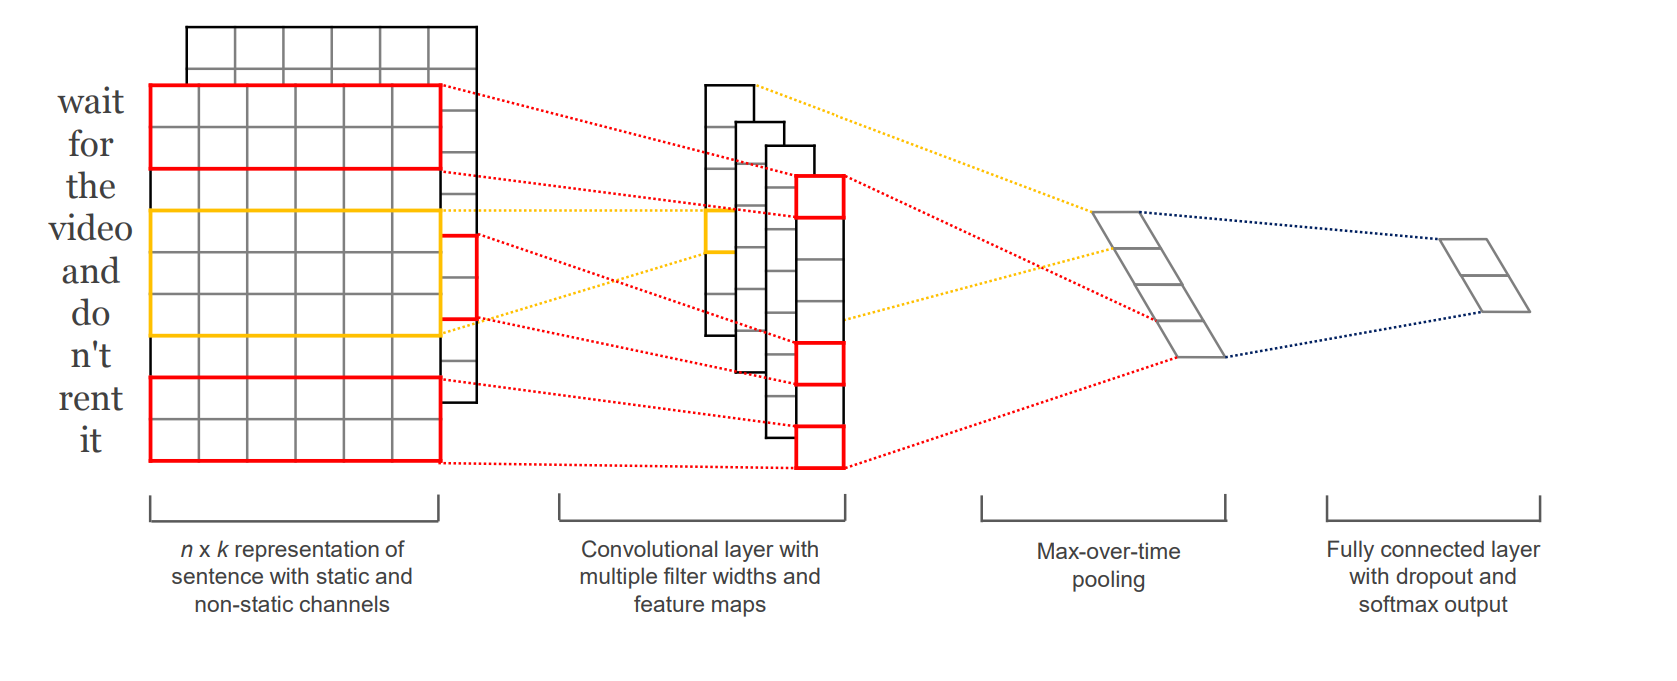 wait
for
the
video
and
do
n't
rent
it
n x k representation of
sentence with static and
non-static channels
Convolutional layer with
multiple filter widths and
feature maps
Max-over-time
pooling
Fully connected layer
with dropout and
softmax output